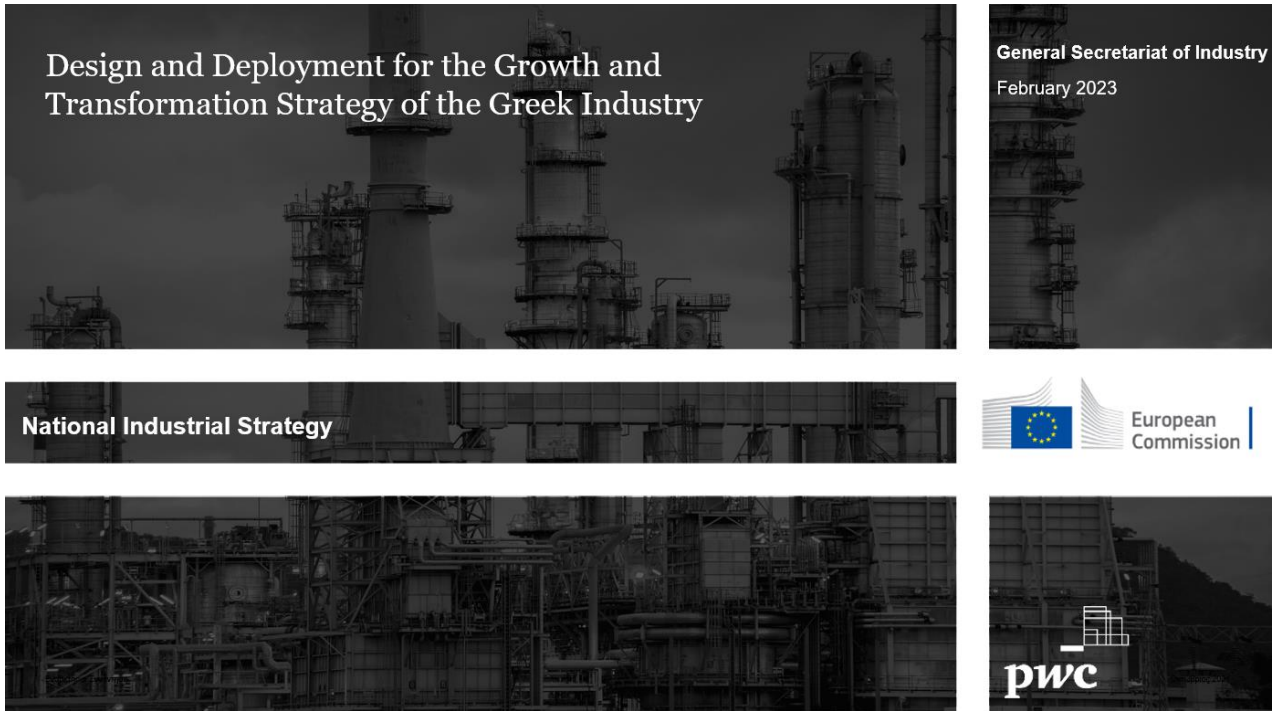 Design and Deployment for the Growth and
Transformation Strategy of the Greek Industry
General Secretariat of Industry
February 2023
National Industrial Strategy
European
Commission
pwc